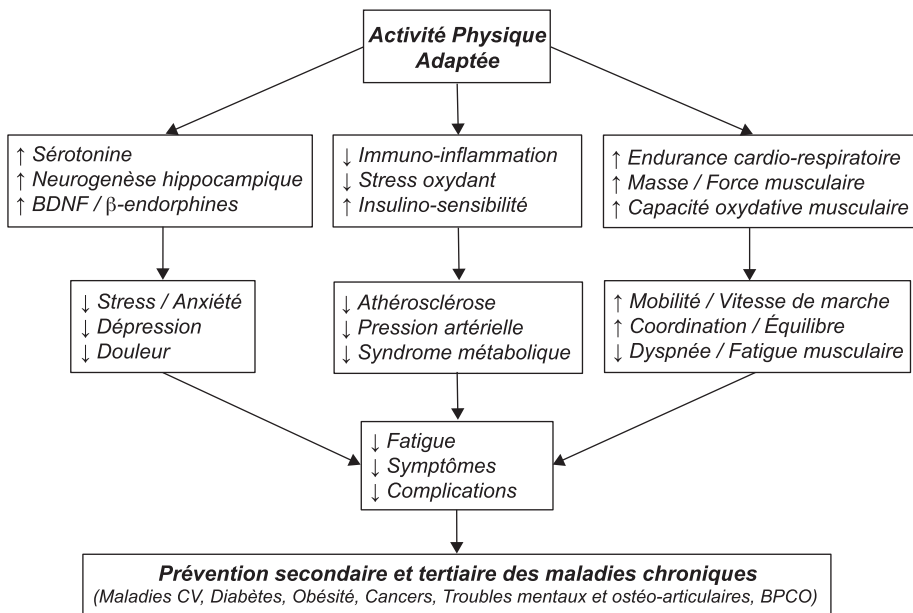 Activité Physique
Adaptée
↑ Sérotonine
↑ Neurogenèse hippocampique
↑ BDNF / β-endorphines
↓ Immuno-inflammation
↓ Stress oxydant
↑ Insulino-sensibilité
↑ Endurance cardio-respiratoire
↑ Masse / Force musculaire
↑ Capacité oxydative musculaire
↓ Stress / Anxiété
↓ Dépression
↓ Douleur
↓ Athérosclérose
↓ Pression artérielle
↓ Syndrome métabolique
↑ Mobilité / Vitesse de marche
↑ Coordination / Équilibre
↓ Dyspnée / Fatigue musculaire
↓ Fatigue
↓ Symptômes
↓ Complications
Prévention secondaire et tertiaire des maladies chroniques
(Maladies CV, Diabètes, Obésité, Cancers, Troubles mentaux et ostéo-articulaires, BPCO)